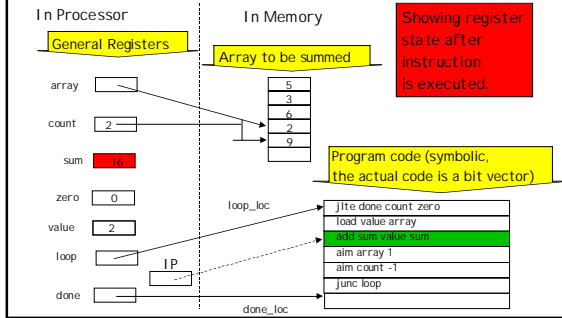 In Processor
In Memory
Showing register
state after
instruction
is executed.
General Registers
Array to be summed
array
5
3
6
2
9
count
2
sum
16
Program code (symbolic,
the actual code is a bit vector)
zero
0
value
2
loop
done
IP
loop_loc
done_loc
jlte done count zero
load value array
add sum value sum
aim array 1
aim count -1
junc loop